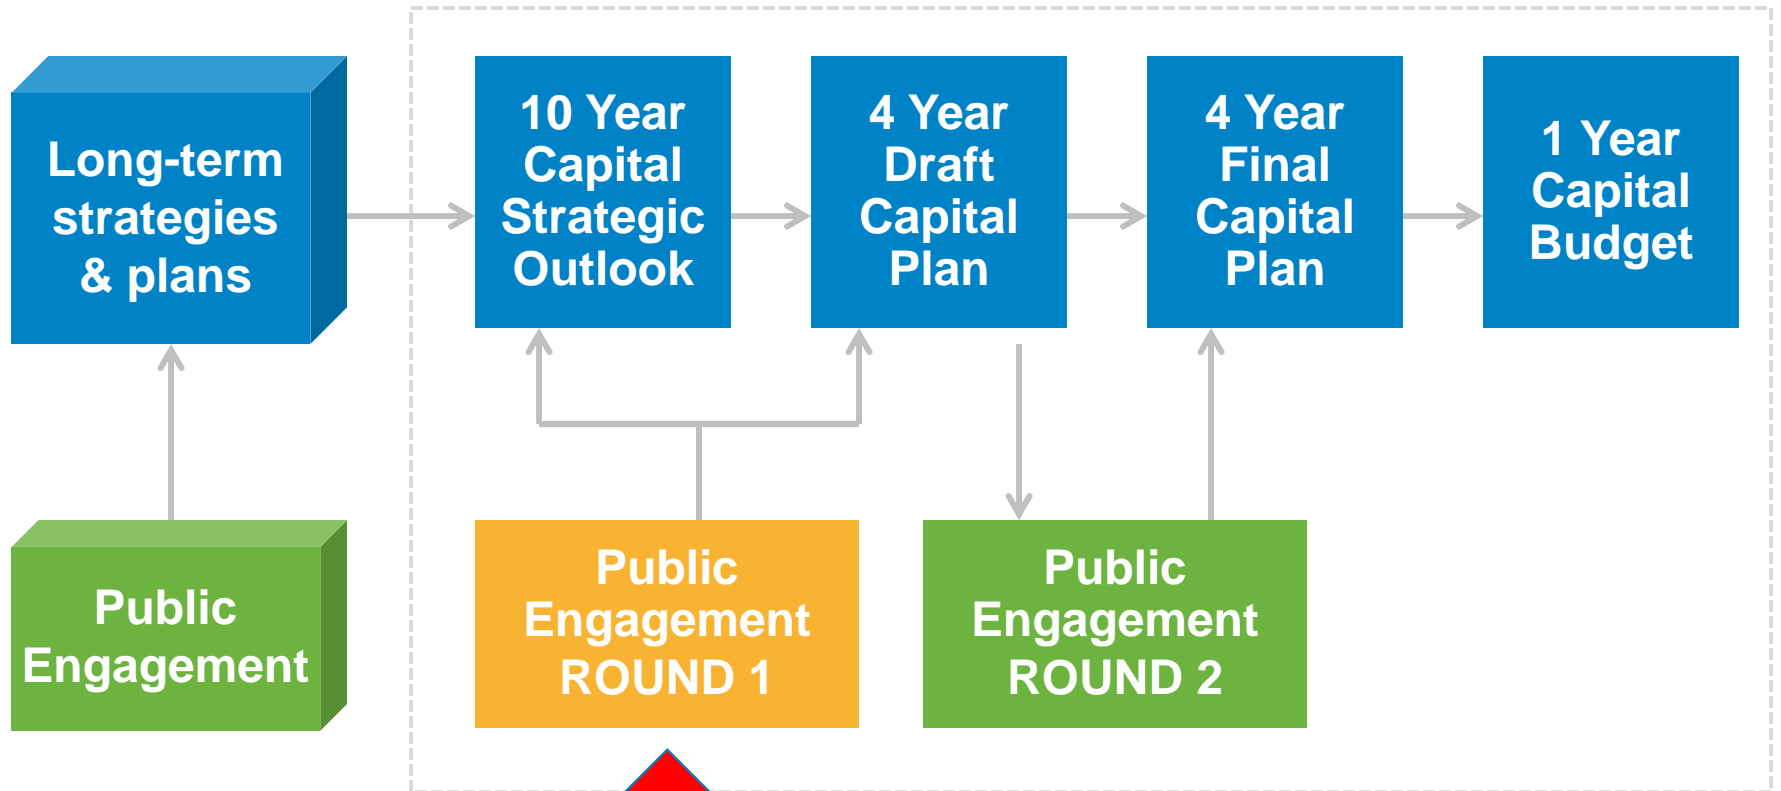 Long-term
strategies
& plans
10 Year
Capital
Strategic
Outlook
4 Year
Draft
Capital
Plan
4 Year
Final
Capital
Plan
1 Year
Capital
Budget
Public
Engagement
Public
Engagement
ROUND 1
Public
Engagement
ROUND 2